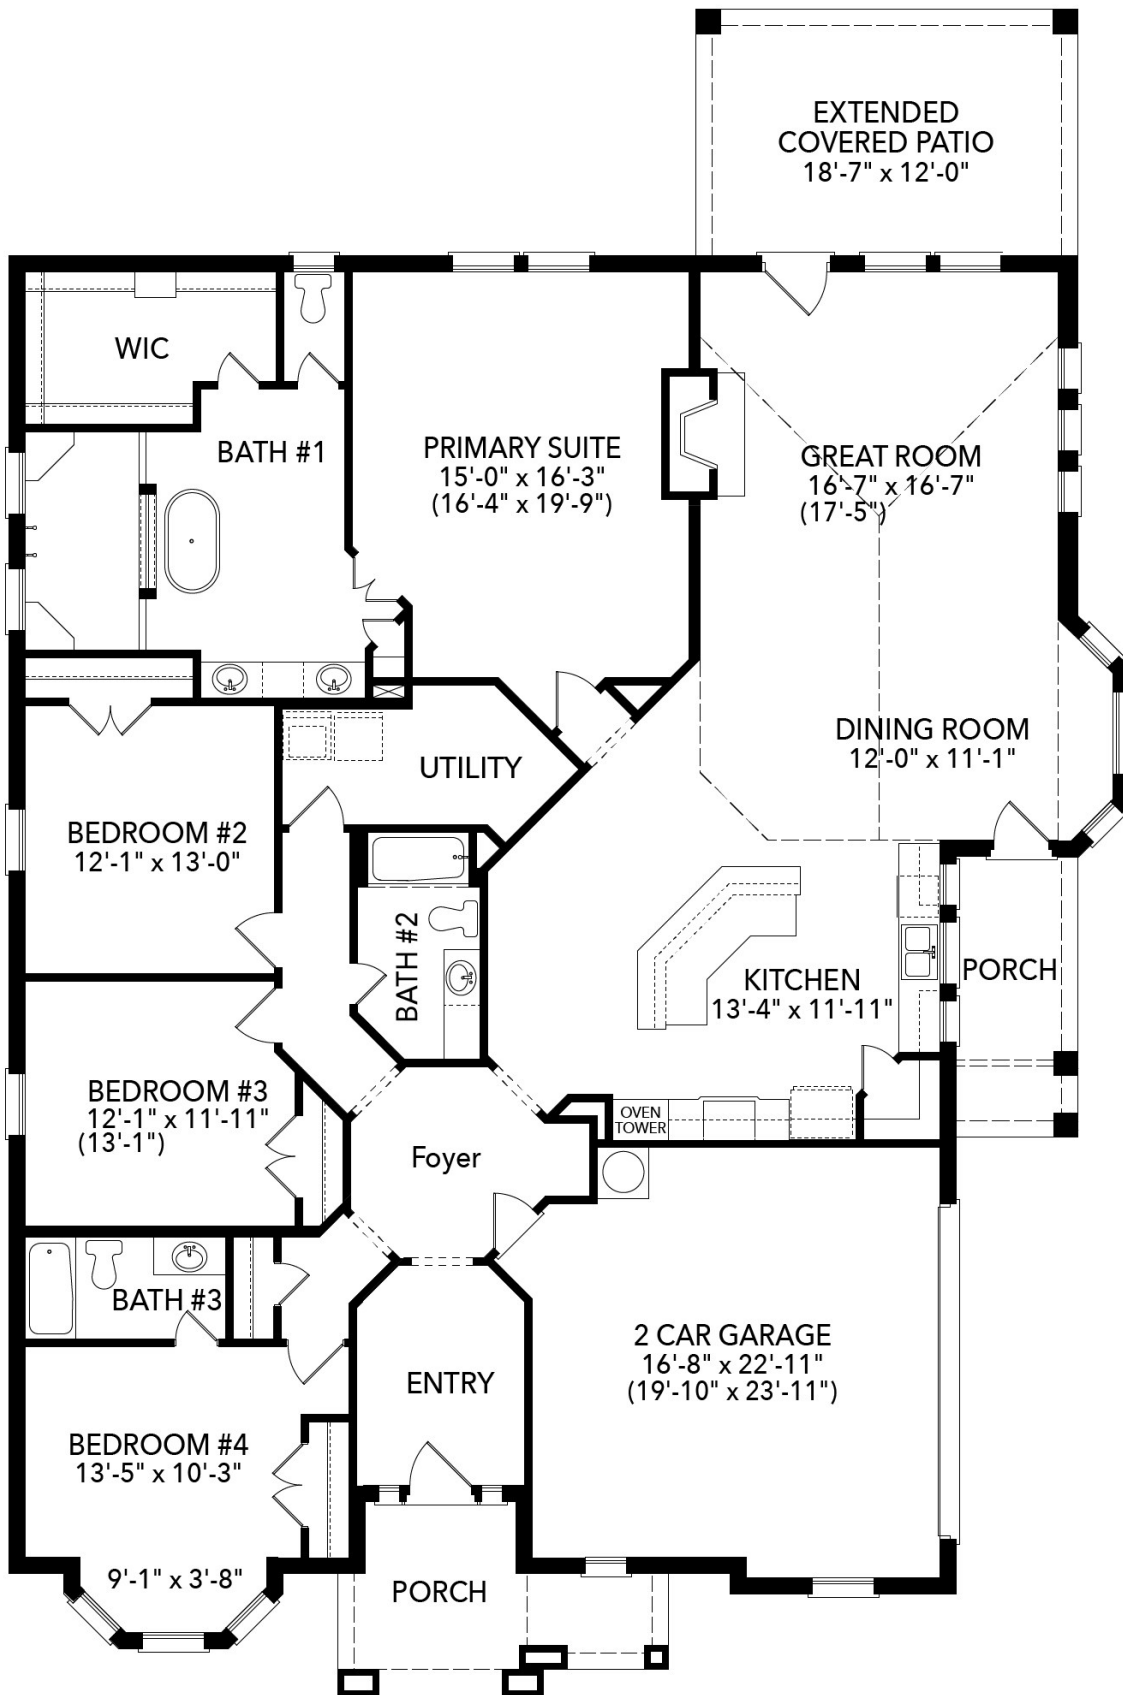 EXTENDED
COVERED PATIO
18'-7" x 12'-0"
WIC
BATH #1
PRIMARY SUITE
15'-0" x 16'-3"
(16'-4" x 19'-9")
GREAT ROOM
16'-7" x 16'-7"
(17'-5")
DINING ROOM
12'-0" x 11'-1"
UTILITY
BEDROOM #2
12'-1" x 13'-0"
BATH #2
KITCHEN
13'-4" x 11'-11"
PORCH
BEDROOM #3
12'-1" x 11'-11"
(13'-1")
OVEN
TOWER
Foyer
BATH #3
2 CAR GARAGE
16'-8" x 22'-11"
(19'-10" x 23'-11")
ENTRY
BEDROOM #4
13'-5" x 10'-3"
9'-1" x 3'-8"
PORCH